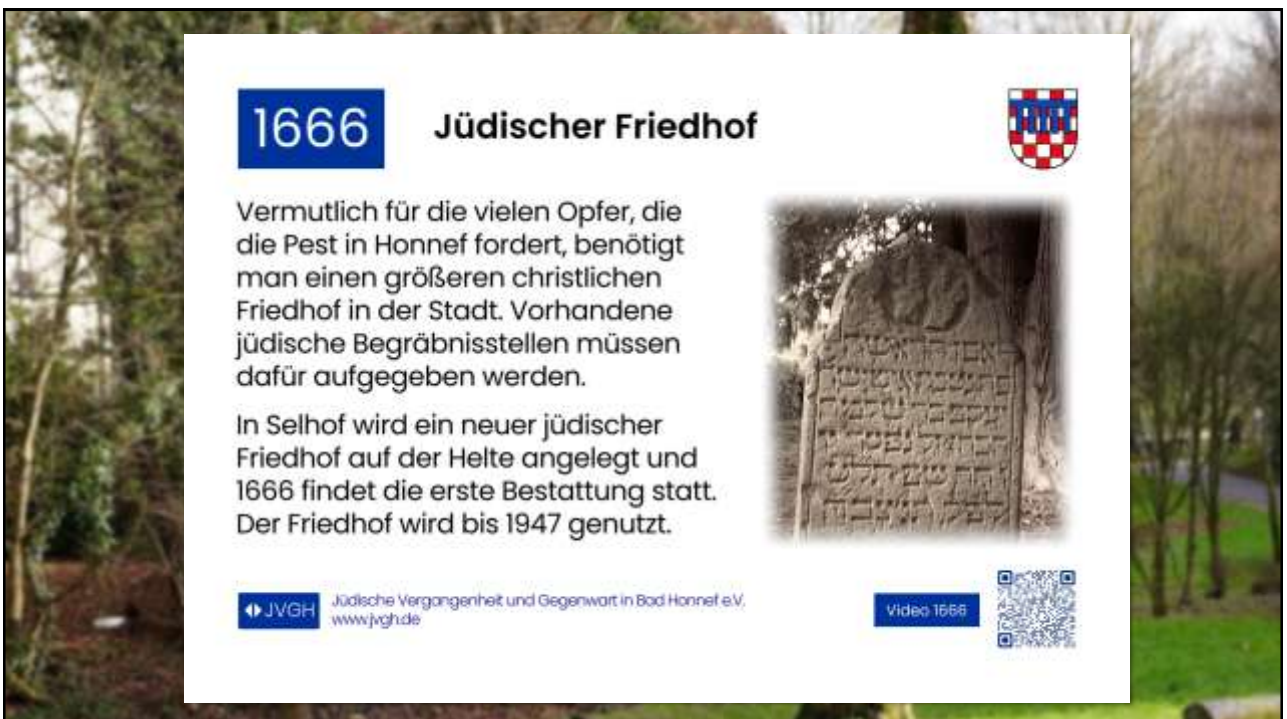 1666
Jüdischer Friedhof
Vermutlich für die vielen Opfer, die
die Pest in Honnef fordert, benötigt
man einen größeren christlichen
Friedhof in der Stadt. Vorhandene
jüdische Begräbnisstellen müssen
dafür aufgegeben werden.
In Selhof wird ein neuer jüdischer
Friedhof auf der Helte angelegt und
1666 findet die erste Bestattung statt.
Der Friedhof wird bis 1947 genutzt.
JVGH
Jüdische Vergangenheit und Gegenwart in Bad Honnef e.V.
www.jvgh.de
Video 1666